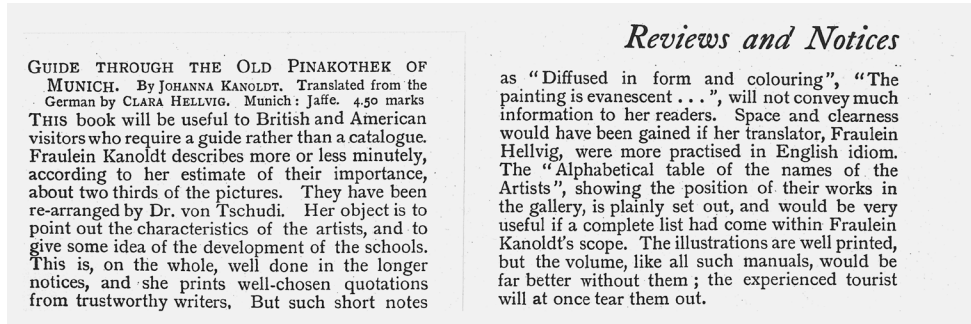 GUIDE THROUGH THE OLD PINAKOTHEK OF
MUNICH. By JOHANNA KANOLDT. Translated from the
German by CLARA HELLVIG. Munich: Jaffe. 4.50 marks
THIS book will be useful to British and American
visitors who require a guide rather than a catalogue.
Fraulein Kanoldt describes more or less minutely,
according to her estimate of their importance,
about two thirds of the pictures. They have been
re-arranged by Dr. von Tschudi. Her object is to
point out the characteristics of the artists, and to
give some idea of the development of the schools.
This is, on the whole, well done in the longer
notices, and she prints well-chosen quotations
from trustworthy writers. But such short notes
Reviews and Notices
as “Diffused in form and colouring”, “The
painting is evanescent . . . ”, will not convey much
information to her readers. Space and clearness
would have been gained if her translator, Fraulein
Hellvig, were more practised in English idiom.
The “Alphabetical table of the names of the
Artists”, showing the position of their works in
the gallery, is plainly set out, and would be very
useful if a complete list had come within Fraulein
Kanoldt's scope. The illustrations are well printed,
but the volume, like all such manuals, would be
far better without them ; the experienced tourist
will at once tear them out.